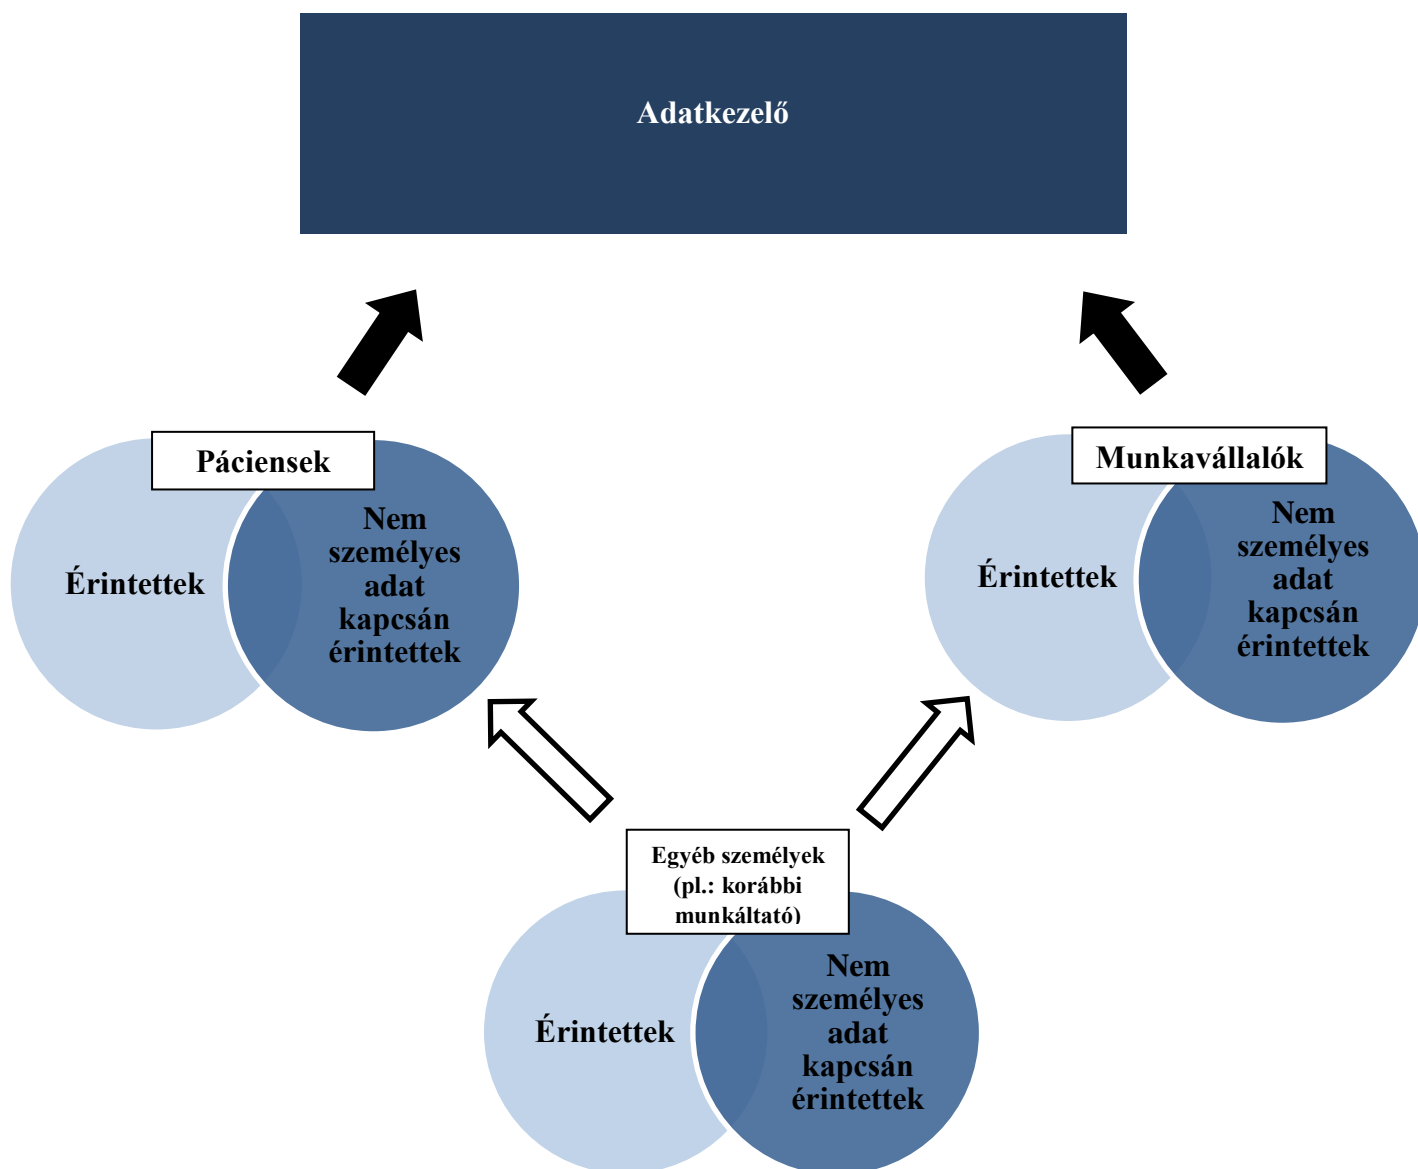 Adatkezelő
Páciensek
Érintettek
Nem
személyes
adat
kapcsán
érintettek
Munkavállalók
Érintettek
Nem
személyes
adat
kapcsán
érintettek
Egyéb személyek
(pl.: korábbi
munkáltató)
Érintettek
Nem
személyes
adat
kapcsán
érintettek